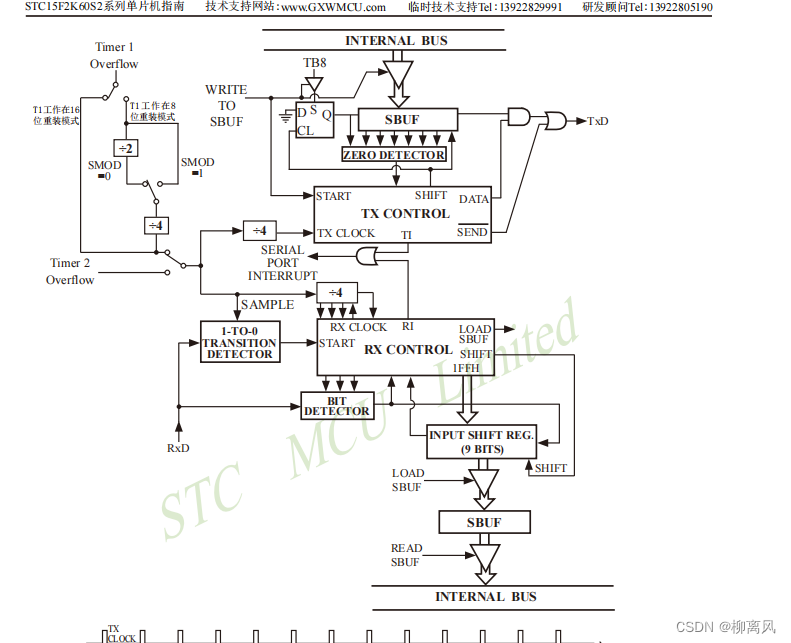 STC15F2K60S2系列单片机指南 技术支持网站:www.GXWMCU.com 临时技术支持Tel:13922829991 研发顾问Tel:13922805190
INTERNAL BUS
Timer 1
Overflow
TB8
WRITE
TO
SBUF
T1工作在16
位重装模式
T1工作在8
位重装模式
D S Q
CL
SBUF
ZERO DETECTOR
÷2
SMOD
=0
SMOD
=1
START
SHIFT
DATA
TX CONTROL
TX CLOCK
TI
SEND
TxD
÷4
÷4
SERIAL
PORT
INTERRUPT
Timer 2
Overflow
÷4
SAMPLE
1-TO-0
TRANSITION
DETECTOR
RX CLOCK
RI
START
RX CONTROL
LOAD
SBUF
SHIFT
1FFH
BIT
DETECTOR
RxD
INPUT SHIFT REG.
(9 BITS)
SHIFT
LOAD
SBUF
SBUF
READ
SBUF
INTERNAL BUS
STC MCU Limited
TX
CLOCK
CSDN @柳离风